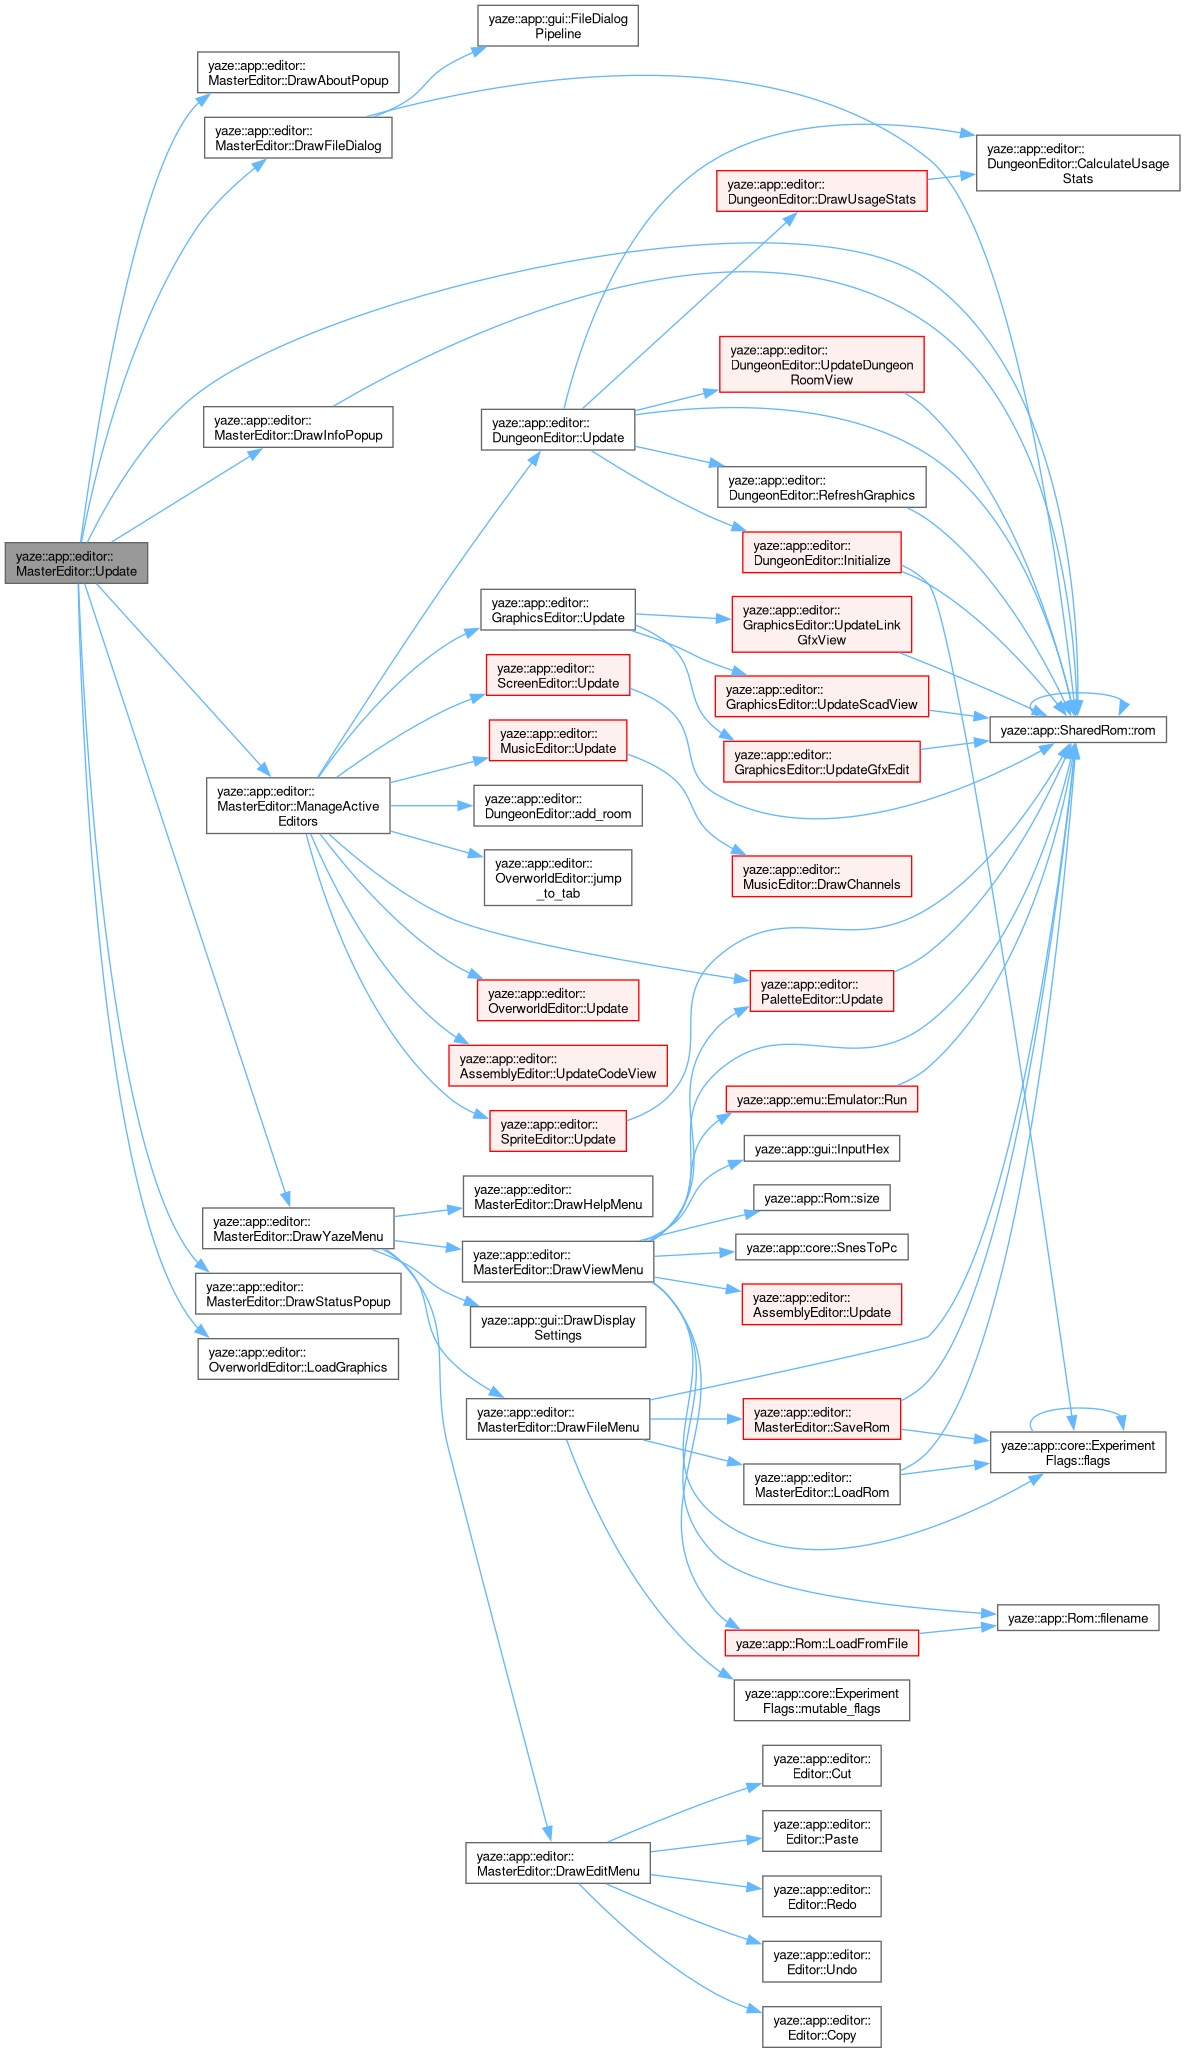 yaze::app::gui::FileDialog
Pipeline
yaze::app::editor::
MasterEditor::DrawAboutPopup
yaze::app::editor::
MasterEditor::DrawFileDialog
yaze::app::editor::
DungeonEditor::CalculateUsage
Stats
yaze::app::editor::
DungeonEditor::DrawUsageStats
yaze::app::editor::
DungeonEditor::UpdateDungeon
RoomView
yaze::app::editor::
MasterEditor::DrawInfoPopup
yaze::app::editor::
DungeonEditor::Update
yaze::app::editor::
DungeonEditor::RefreshGraphics
yaze::app::editor::
MasterEditor::Update
yaze::app::editor::
DungeonEditor::Initialize
yaze::app::editor::
GraphicsEditor::Update
yaze::app::editor::
GraphicsEditor::UpdateLink
GfxView
yaze::app::editor::
ScreenEditor::Update
yaze::app::editor::
GraphicsEditor::UpdateScadView
yaze::app::SharedRom::rom
yaze::app::editor::
MusicEditor::Update
yaze::app::editor::
GraphicsEditor::UpdateGfxEdit
yaze::app::editor::
MasterEditor::ManageActive
Editors
yaze::app::editor::
DungeonEditor::add_room
yaze::app::editor::
OverworldEditor::jump
_to_tab
yaze::app::editor::
MusicEditor::DrawChannels
yaze::app::editor::
OverworldEditor::Update
yaze::app::editor::
PaletteEditor::Update
yaze::app::editor::
AssemblyEditor::UpdateCodeView
yaze::app::emu::Emulator::Run
yaze::app::editor::
SpriteEditor::Update
yaze::app::gui::InputHex
yaze::app::editor::
MasterEditor::DrawHelpMenu
yaze::app::Rom::size
yaze::app::editor::
MasterEditor::DrawYazeMenu
yaze::app::editor::
MasterEditor::DrawViewMenu
yaze::app::core::SnesToPc
yaze::app::editor::
MasterEditor::DrawStatusPopup
yaze::app::editor::
AssemblyEditor::Update
yaze::app::gui::DrawDisplay
Settings
yaze::app::editor::
OverworldEditor::LoadGraphics
yaze::app::editor::
MasterEditor::DrawFileMenu
yaze::app::editor::
MasterEditor::SaveRom
yaze::app::core::Experiment
Flags::flags
yaze::app::editor::
MasterEditor::LoadRom
yaze::app::Rom::filename
yaze::app::Rom::LoadFromFile
yaze::app::core::Experiment
Flags::mutable_flags
yaze::app::editor::
Editor::Cut
yaze::app::editor::
Editor::Paste
yaze::app::editor::
MasterEditor::DrawEditMenu
yaze::app::editor::
Editor::Redo
yaze::app::editor::
Editor::Undo
yaze::app::editor::
Editor::Copy